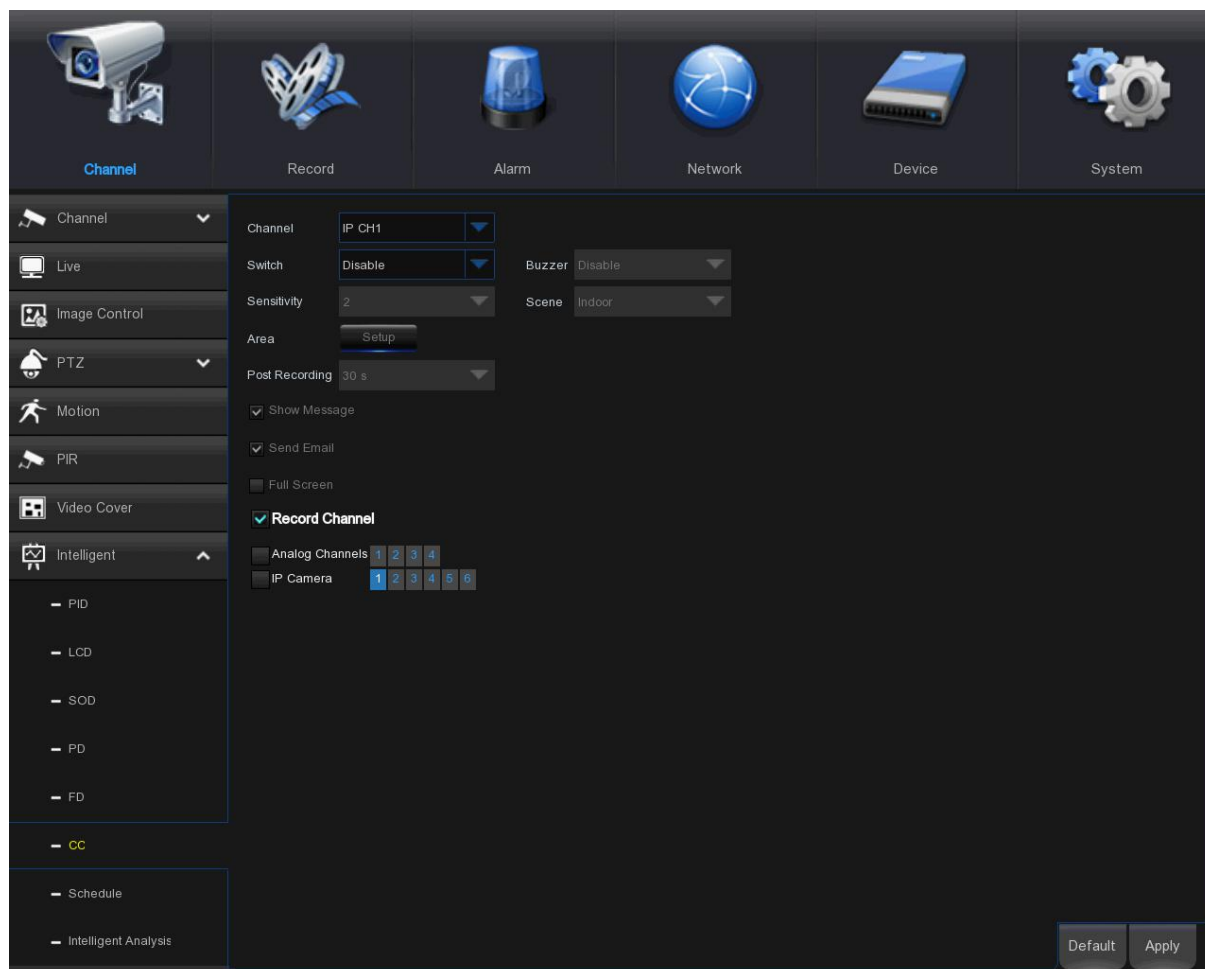 Channel Record Alarm Network Device System
Channel
Live
Image Control
PTZ
Motion
PIR
Video Cover
Intelligent
PID
LCD
SOD
PD
FD
CC
Schedule
Intelligent Analysis
Channel IP CH1
Switch Disable Buzzer Disable
Sensitivity 2 Scene Indoor
Area Setup
Post Recording 30 s
Show Message
Send Email
Full Screen
Record Channel
Analog Channels 1 2 3 4
IP Camera 1 2 3 4 5 6
Default Apply